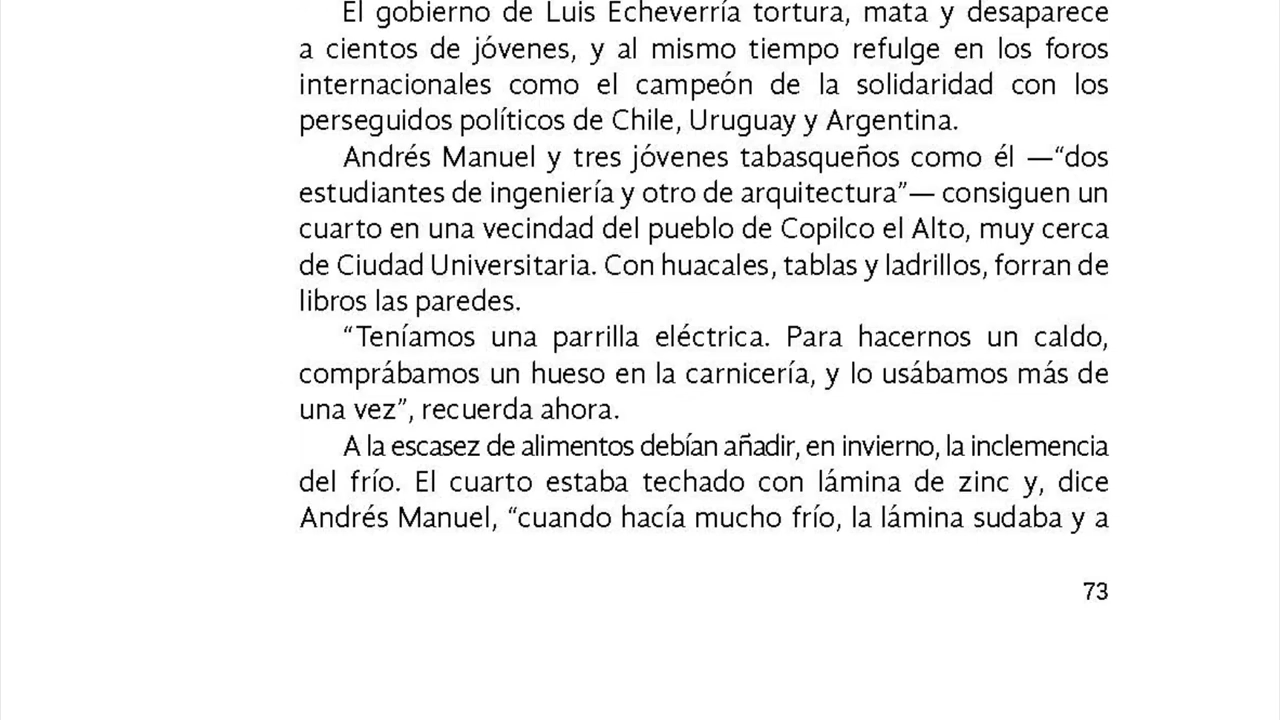 El gobierno de Luis Echeverría tortura, mata y desaparece
a cientos de jóvenes, y al mismo tiempo refulge en los foros
internacionales como el campeón de la solidaridad con los
perseguidos políticos de Chile, Uruguay y Argentina.
Andrés Manuel y tres jóvenes tabasqueños como él —“dos
estudiantes de ingeniería y otro de arquitectura”— consiguen un
cuarto en una vecindad del pueblo de Copilco el Alto, muy cerca
de Ciudad Universitaria. Con huacales, tablas y ladrillos, forran de
libros las paredes.
“Teníamos una parrilla eléctrica. Para hacernos un caldo,
comprábamos un hueso en la carnicería, y lo usábamos más de
una vez”, recuerda ahora.
A la escasez de alimentos debían añadir, en invierno, la inclemencia
del frío. El cuarto estaba techado con lámina de zinc y, dice
Andrés Manuel, “cuando hacía mucho frío, la lámina sudaba y a
73